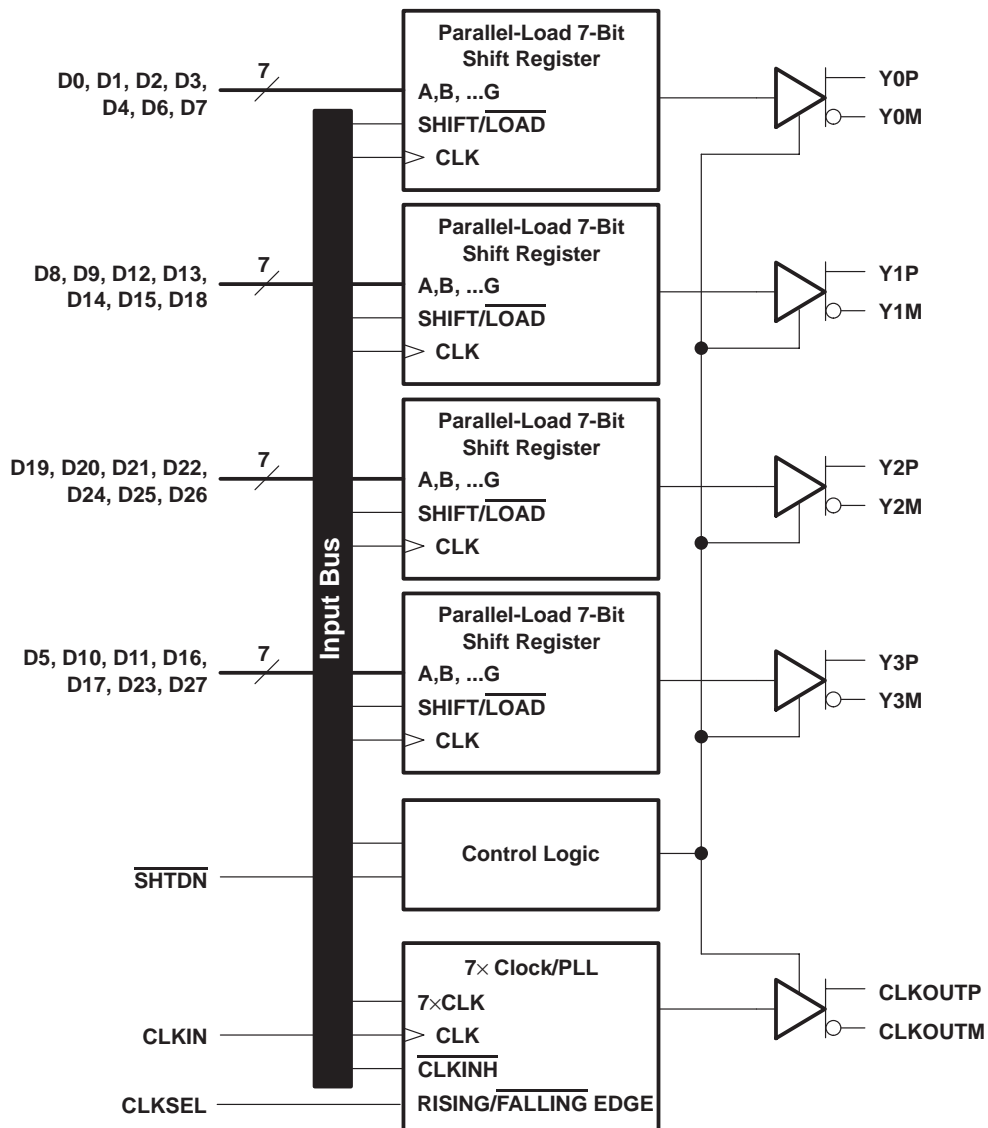 Parallel-Load 7-Bit
Shift Register
D0, D1, D2, D3,
D4, D6, D7
7
A,B, ...G
SHIFT/LOAD
CLK
Y0P
Y0M
Parallel-Load 7-Bit
Shift Register
D8, D9, D12, D13,
D14, D15, D18
7
A,B, ...G
SHIFT/LOAD
CLK
Y1P
Y1M
Parallel-Load 7-Bit
Shift Register
D19, D20, D21, D22,
D24, D25, D26
7
A,B, ...G
SHIFT/LOAD
CLK
Y2P
Y2M
Input Bus
Parallel-Load 7-Bit
Shift Register
D5, D10, D11, D16,
D17, D23, D27
7
A,B, ...G
SHIFT/LOAD
CLK
Y3P
Y3M
Control Logic
SHTDN
7× Clock/PLL
7×CLK
CLKIN
CLK
CLKINH
CLKSEL
RISING/FALLING EDGE
CLKOUTP
CLKOUTM